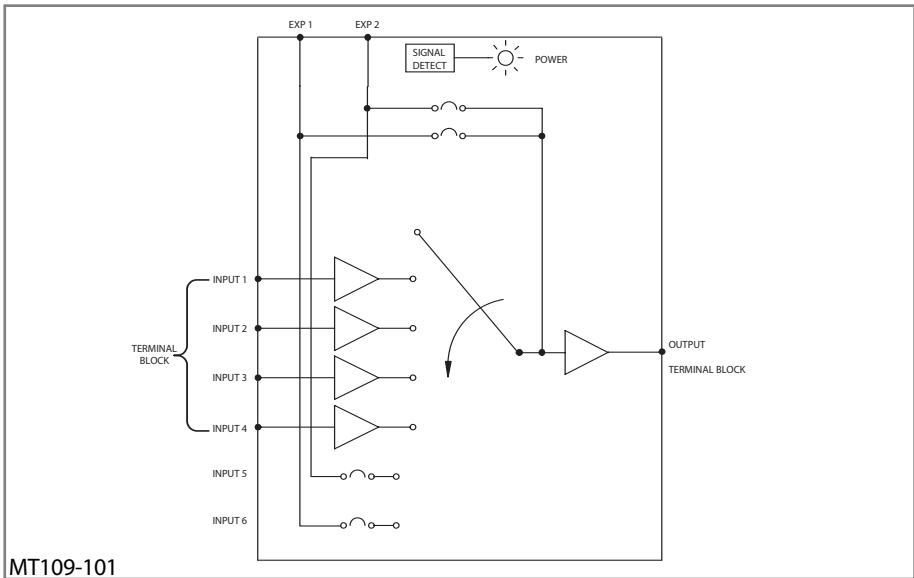 EXP 1
EXP 2
SIGNAL
DETECT
POWER
INPUT 1
INPUT 2
TERMINAL
BLOCK
INPUT 3
INPUT 4
INPUT 5
INPUT 6
OUTPUT
TERMINAL BLOCK
MT109-101